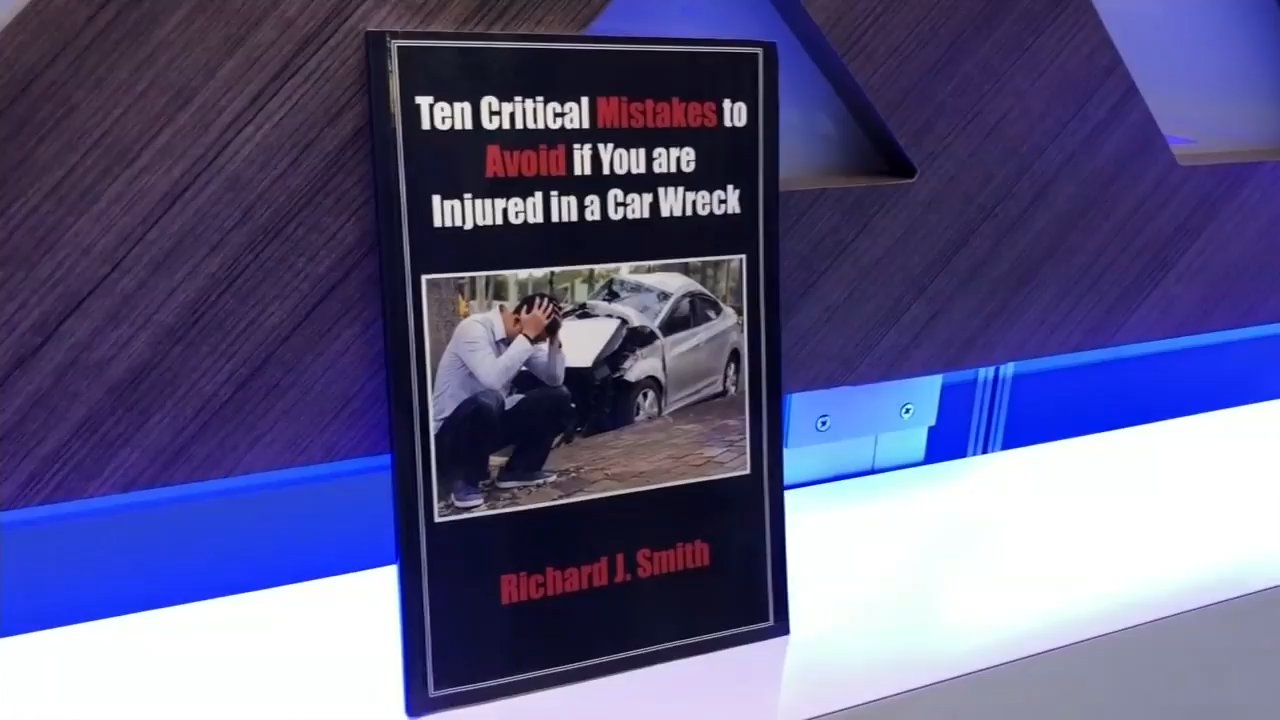 Ten Critical Mistakes to
Avoid if You are
Injured in a Car Wreck
Richard J. Smith